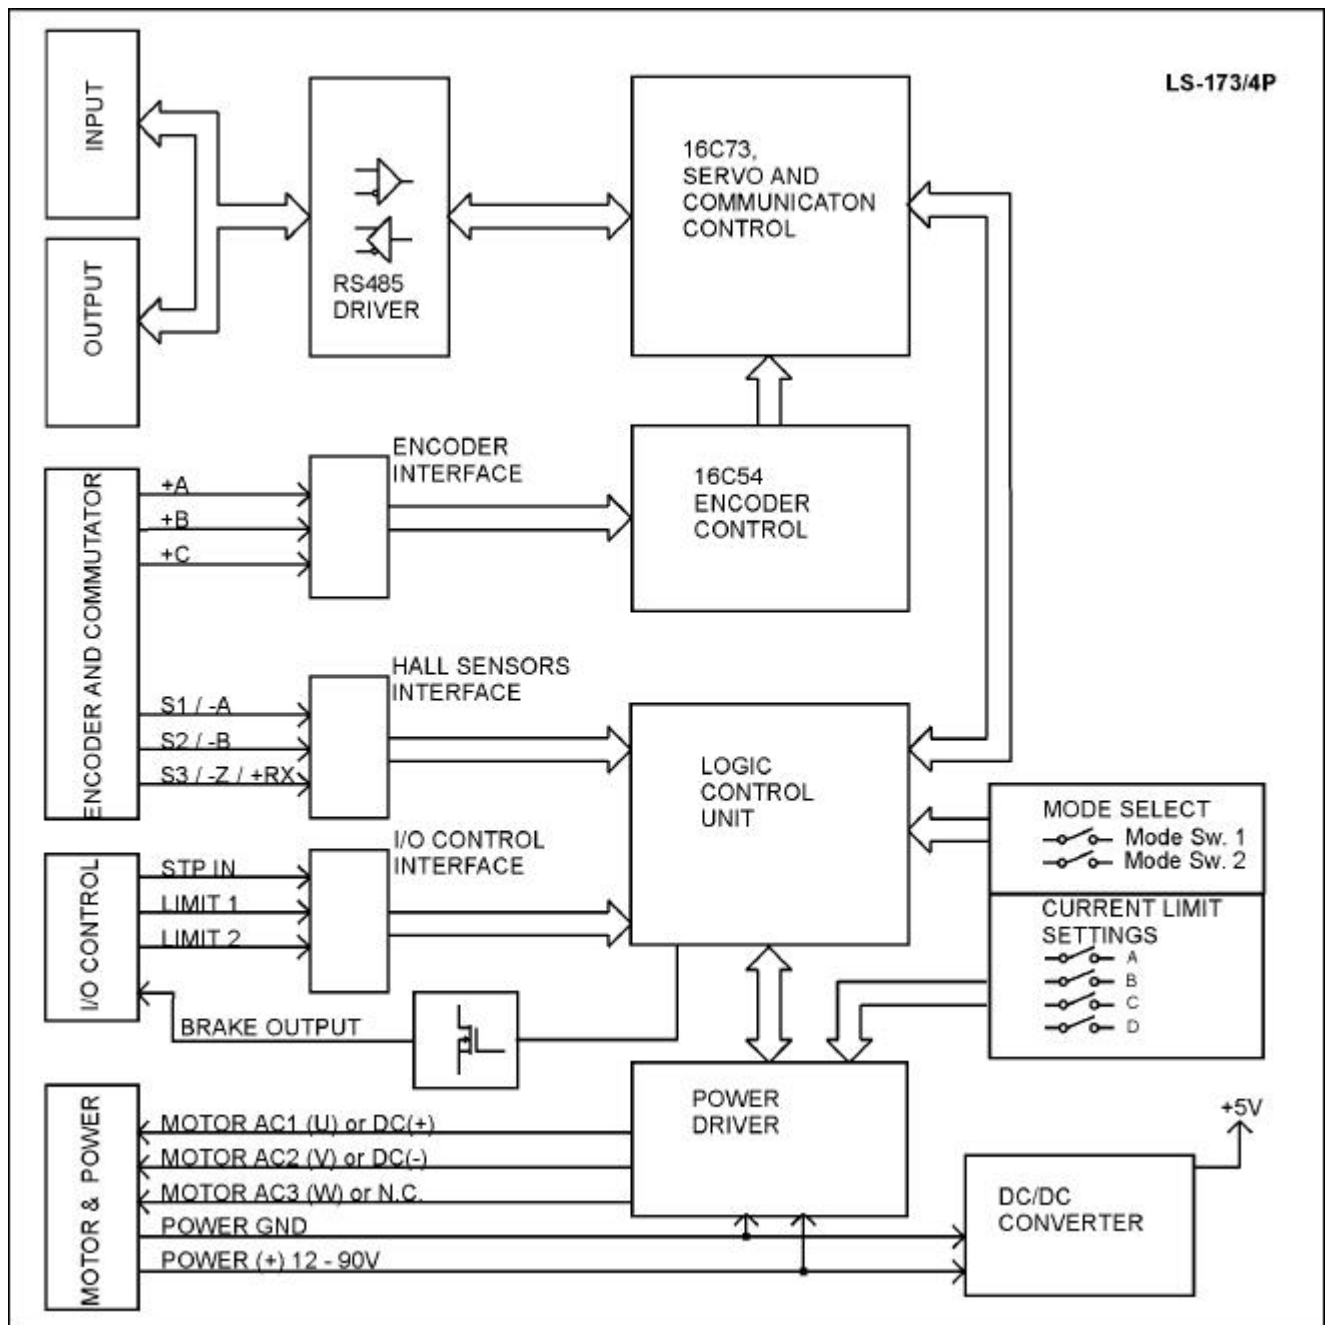 LS-173/4P
INPUT
OUTPUT
RS485
DRIVER
16C73,
SERVO AND
COMMUNICATON
CONTROL
ENCODER AND COMMUTATOR
+A
+B
+C
ENCODER
INTERFACE
16C54
ENCODER
CONTROL
S1 / -A
S2 / -B
S3 / -Z / +RX
HALL SENSORS
INTERFACE
LOGIC
CONTROL
UNIT
MODE SELECT
Mode Sw. 1
Mode Sw. 2
I/O CONTROL
STP IN
LIMIT 1
LIMIT 2
I/O CONTROL
INTERFACE
CURRENT LIMIT
SETTINGS
A
B
C
D
BRAKE OUTPUT
MOTOR & POWER
MOTOR AC1 (U) or DC(+)
MOTOR AC2 (V) or DC(-)
MOTOR AC3 (W) or N.C.
POWER GND
POWER (+) 12 - 90V
POWER
DRIVER
+5V
DC/DC
CONVERTER